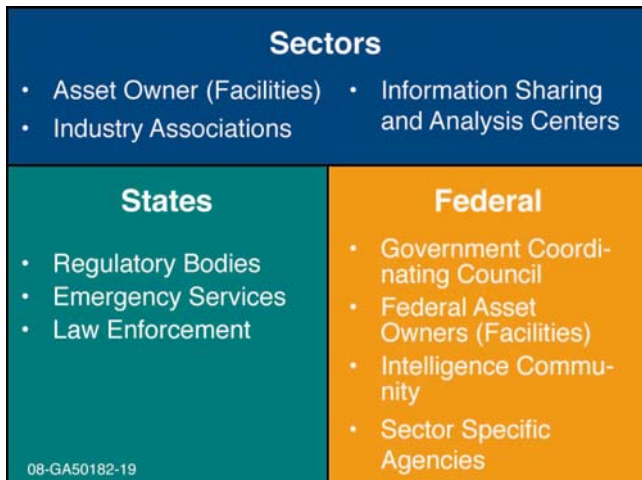 Sectors
• Asset Owner (Facilities)
• Industry Associations
• Information Sharing
and Analysis Centers
States
• Regulatory Bodies
• Emergency Services
• Law Enforcement
08-GA50182-19
Federal
• Government Coordi-
nating Council
• Federal Asset
Owners (Facilities)
• Intelligence Commu-
nity
• Sector Specific
Agencies